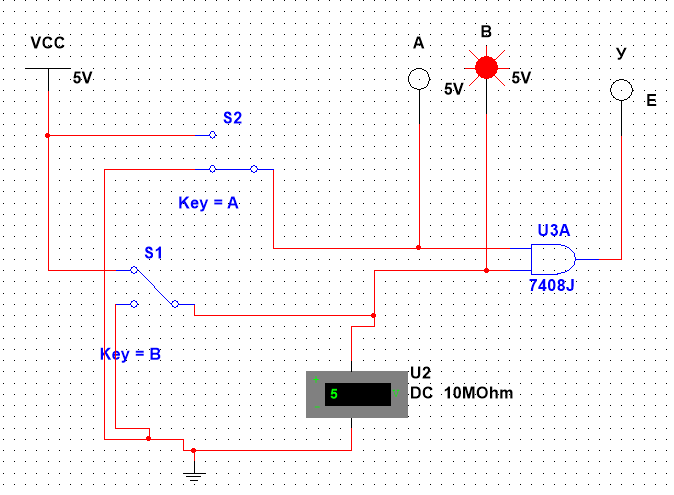 VCC
5V
A
B
5V
5V
У
E
S2
Key = A
S1
Key = B
U3A
7408J
U2
DC 10MOhm
+
5
V
-